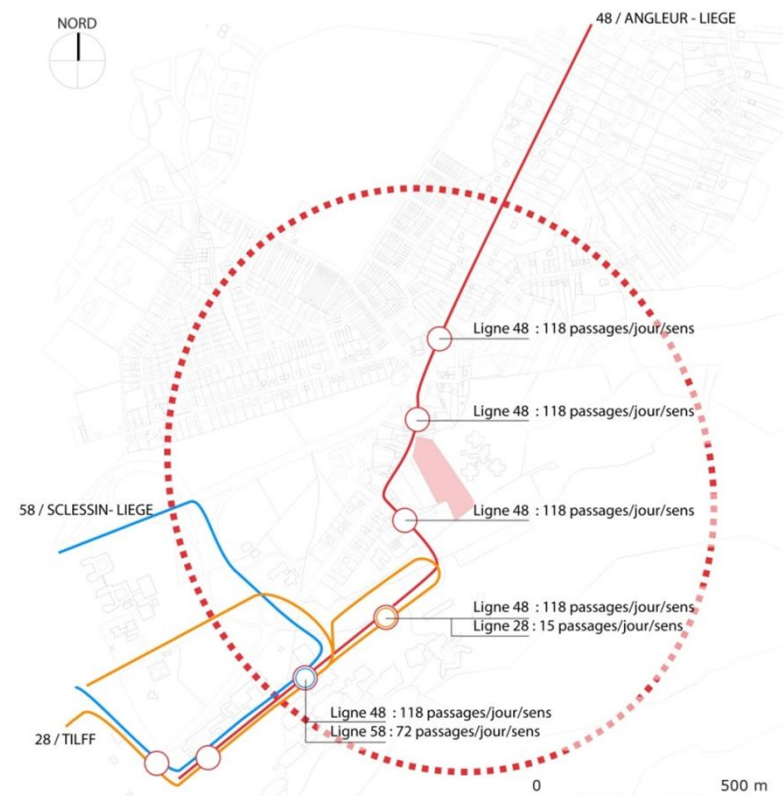 NORD
48 / ANGLEUR - LIEGE
Ligne 48 : 118 passages/jour/sens
Ligne 48 : 118 passages/jour/sens
58 / SCLESSIN- LIEGE
Ligne 48 : 118 passages/jour/sens
Ligne 48 : 118 passages/jour/sens
Ligne 28 : 15 passages/jour/sens
Ligne 48 : 118 passages/jour/sens
Ligne 58 : 72 passages/jour/sens
28 / TILFF
0 500 m